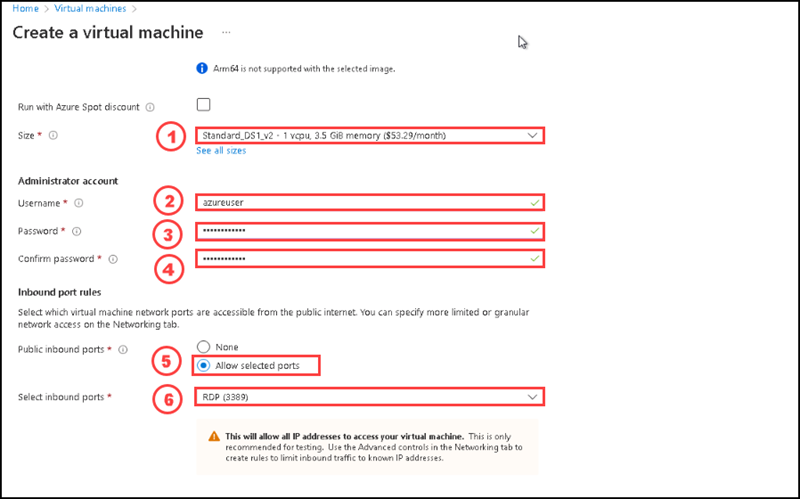 Home > Virtual machines >
Create a virtual machine ...
Arm64 is not supported with the selected image.
Run with Azure Spot discount
1
Size *
Standard_DS1_v2 - 1 vcpu, 3.5 GiB memory ($53.29/month)
See all sizes
Administrator account
2
Username *
azureuser
3
Password *
••••••••••••
4
Confirm password *
••••••••••••
Inbound port rules
Select which virtual machine network ports are accessible from the public internet. You can specify more limited or granular
network access on the Networking tab.
Public inbound ports *
None
5
Allow selected ports
6
Select inbound ports *
RDP (3389)
This will allow all IP addresses to access your virtual machine. This is only
recommended for testing. Use the Advanced controls in the Networking tab to
create rules to limit inbound traffic to known IP addresses.